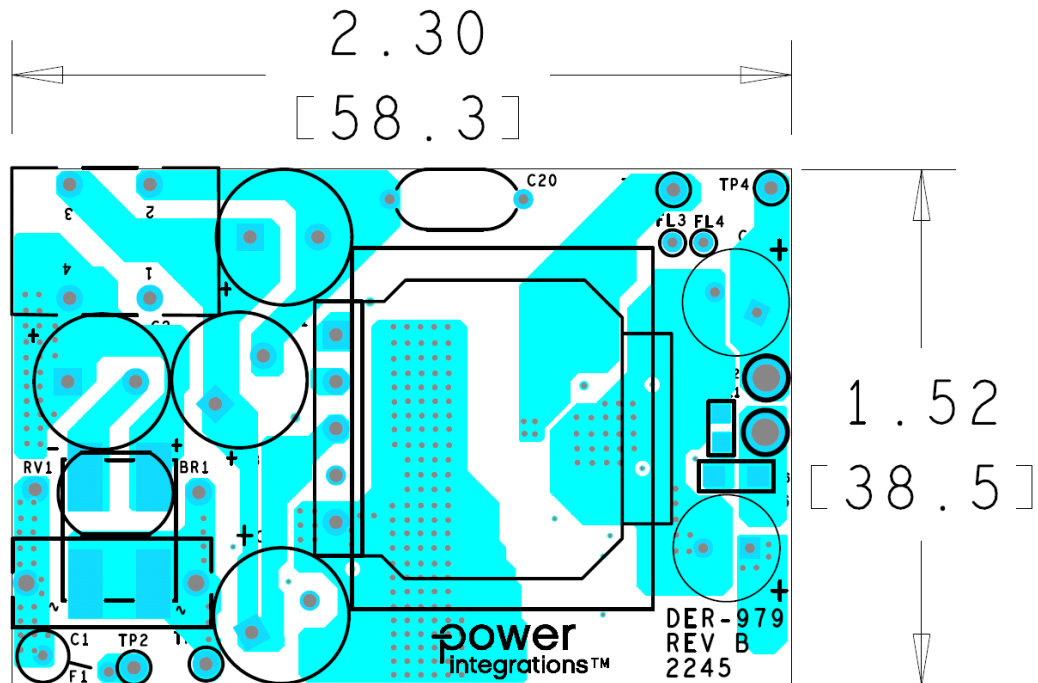 2.30
[58.3]
C20
TP4
3
2
FL3 FL4
+
4
1
+
+
1.52
[38.5]
-
+
+
RV1
BR1
+
~
~
+
C1
TP2
F1
DER-979
REV B
2245
power
integrations™